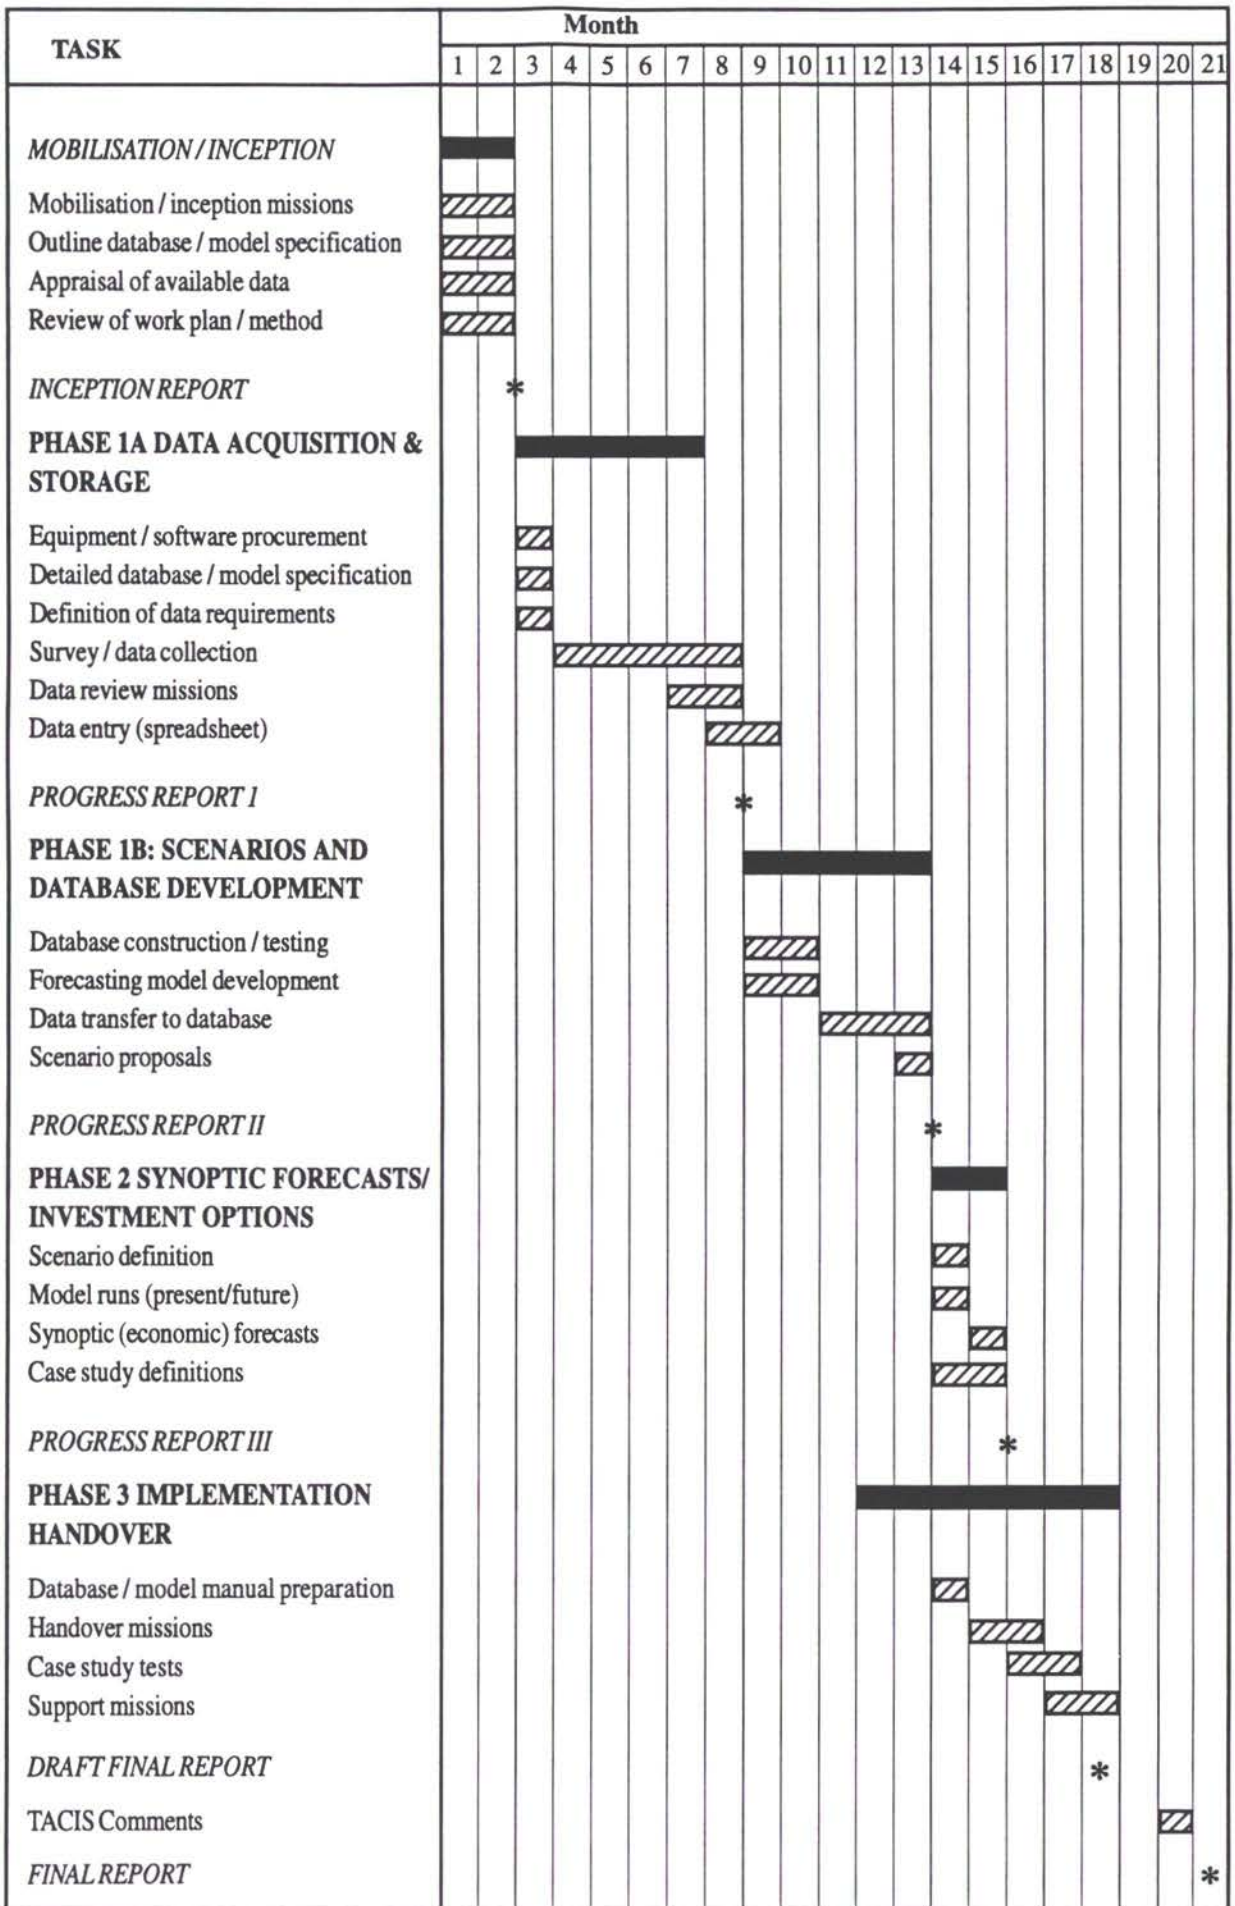 Month
TASK
1 2 3 4 5 6 7 8 9 10 11 12 13 14 15 16 17 18 19 20 21
MOBILISATION / INCEPTION
Mobilisation / inception missions
Outline database / model specification
Appraisal of available data
Review of work plan / method
INCEPTION REPORT *
PHASE 1A DATA ACQUISITION &
STORAGE
Equipment / software procurement
Detailed database / model specification
Definition of data requirements
Survey / data collection
Data review missions
Data entry (spreadsheet)
PROGRESS REPORT I *
PHASE 1B: SCENARIOS AND
DATABASE DEVELOPMENT
Database construction / testing
Forecasting model development
Data transfer to database
Scenario proposals
PROGRESS REPORT II *
PHASE 2 SYNOPTIC FORECASTS/
INVESTMENT OPTIONS
Scenario definition
Model runs (present/future)
Synoptic (economic) forecasts
Case study definitions
PROGRESS REPORT III *
PHASE 3 IMPLEMENTATION
HANDOVER
Database / model manual preparation
Handover missions
Case study tests
Support missions
DRAFT FINAL REPORT *
TACIS Comments
FINAL REPORT *